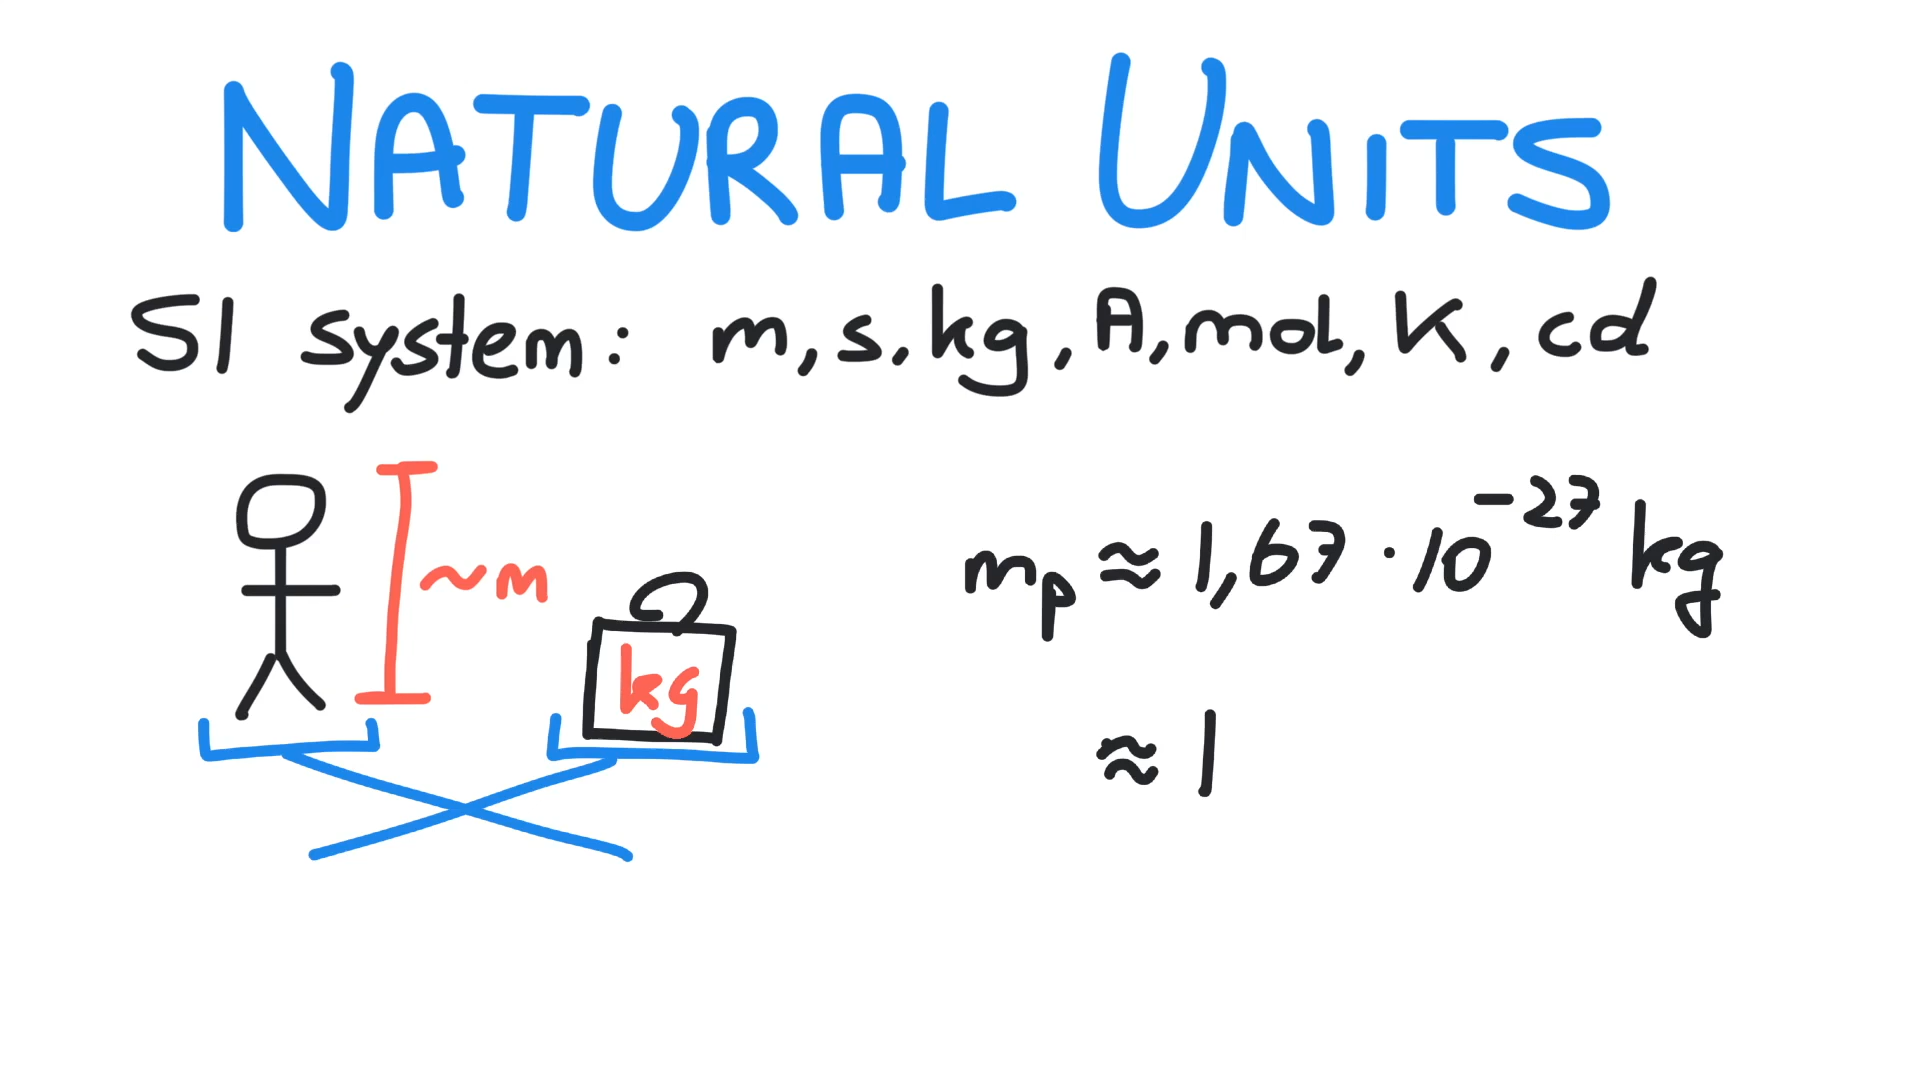 NATURAL UNITS
SI system: m, s, kg, A, mol, K, cd
~m
kg
mₚ ≈ 1,67 · 10⁻²⁷ kg
≈ 1